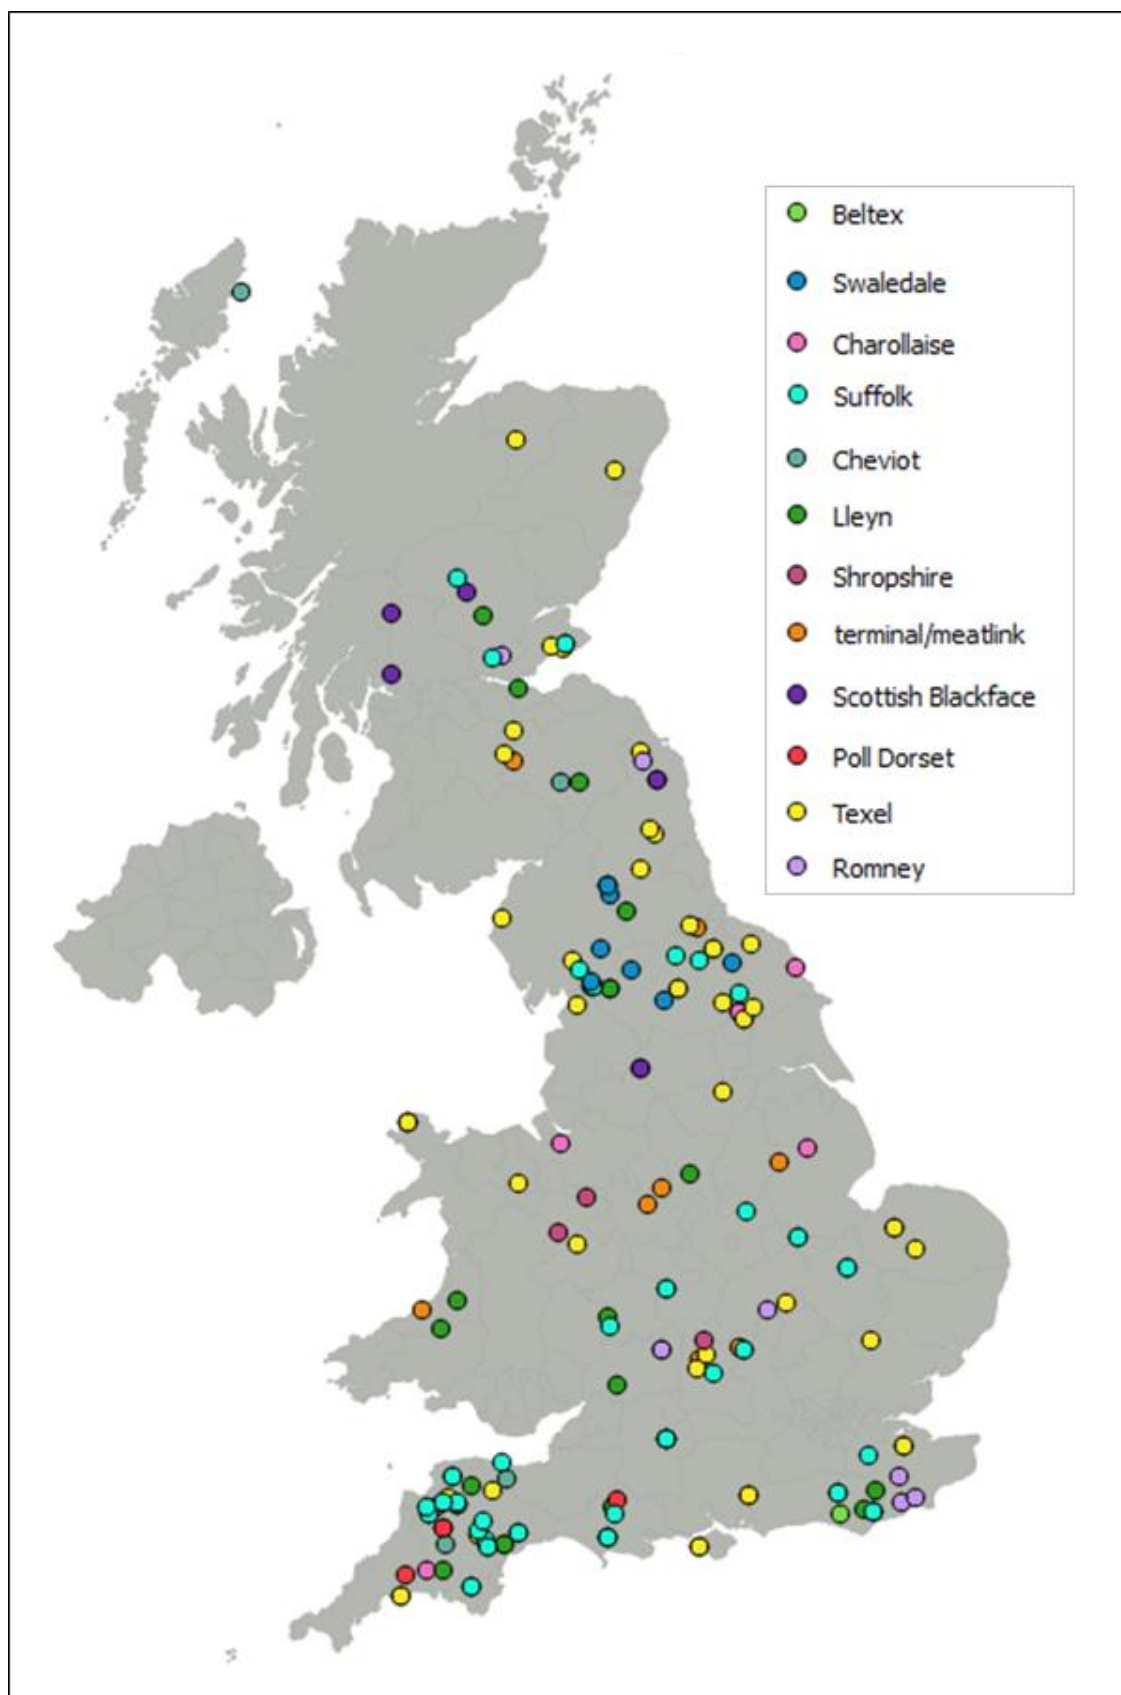 Beltex
Swaledale
Charollaise
Suffolk
Cheviot
Lleyn
Shropshire
terminal/meatlink
Scottish Blackface
Poll Dorset
Texel
Romney